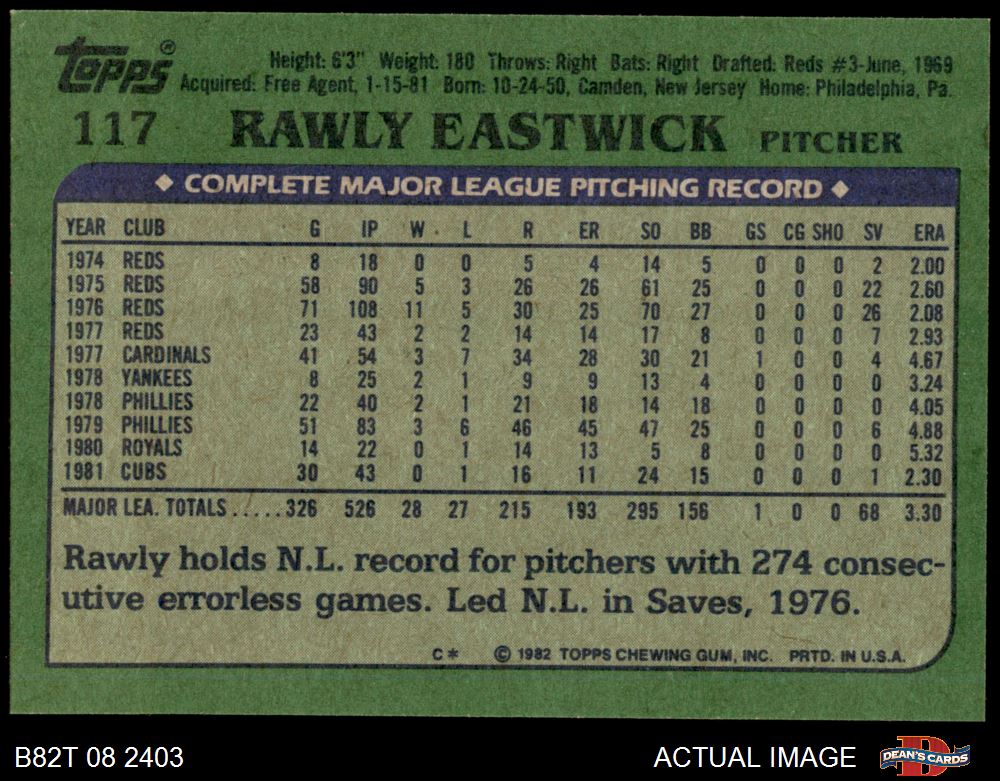 Topps®
Height: 6'3" Weight: 180 Throws: Right Bats: Right Drafted: Reds #3-June, 1969
Acquired: Free Agent, 1-15-81 Born: 10-24-50, Camden, New Jersey Home: Philadelphia, Pa.
117 RAWLY EASTWICK PITCHER
◆ COMPLETE MAJOR LEAGUE PITCHING RECORD ◆
YEAR CLUB G IP W L R ER SO BB GS CG SHO SV ERA
1974 REDS 8 18 0 0 5 4 14 5 0 0 0 2 2.00
1975 REDS 58 90 5 3 26 26 61 25 0 0 0 22 2.60
1976 REDS 71 108 11 5 30 25 70 27 0 0 0 26 2.08
1977 REDS 23 43 2 2 14 14 17 8 0 0 0 7 2.93
1977 CARDINALS 41 54 3 7 34 28 30 21 1 0 0 4 4.67
1978 YANKEES 8 25 2 1 9 9 13 4 0 0 0 0 3.24
1978 PHILLIES 22 40 2 1 21 18 14 18 0 0 0 0 4.05
1979 PHILLIES 51 83 3 6 46 45 47 25 0 0 0 6 4.88
1980 ROYALS 14 22 0 1 14 13 5 8 0 0 0 0 5.32
1981 CUBS 30 43 0 1 16 11 24 15 0 0 0 1 2.30
MAJOR LEA. TOTALS.....326 526 28 27 215 193 295 156 1 0 0 68 3.30
Rawly holds N.L. record for pitchers with 274 consec-
utive errorless games. Led N.L. in Saves, 1976.
C* © 1982 TOPPS CHEWING GUM, INC. PRTD. IN U.S.A.
B82T 08 2403 ACTUAL IMAGE DEAN'S CARDS